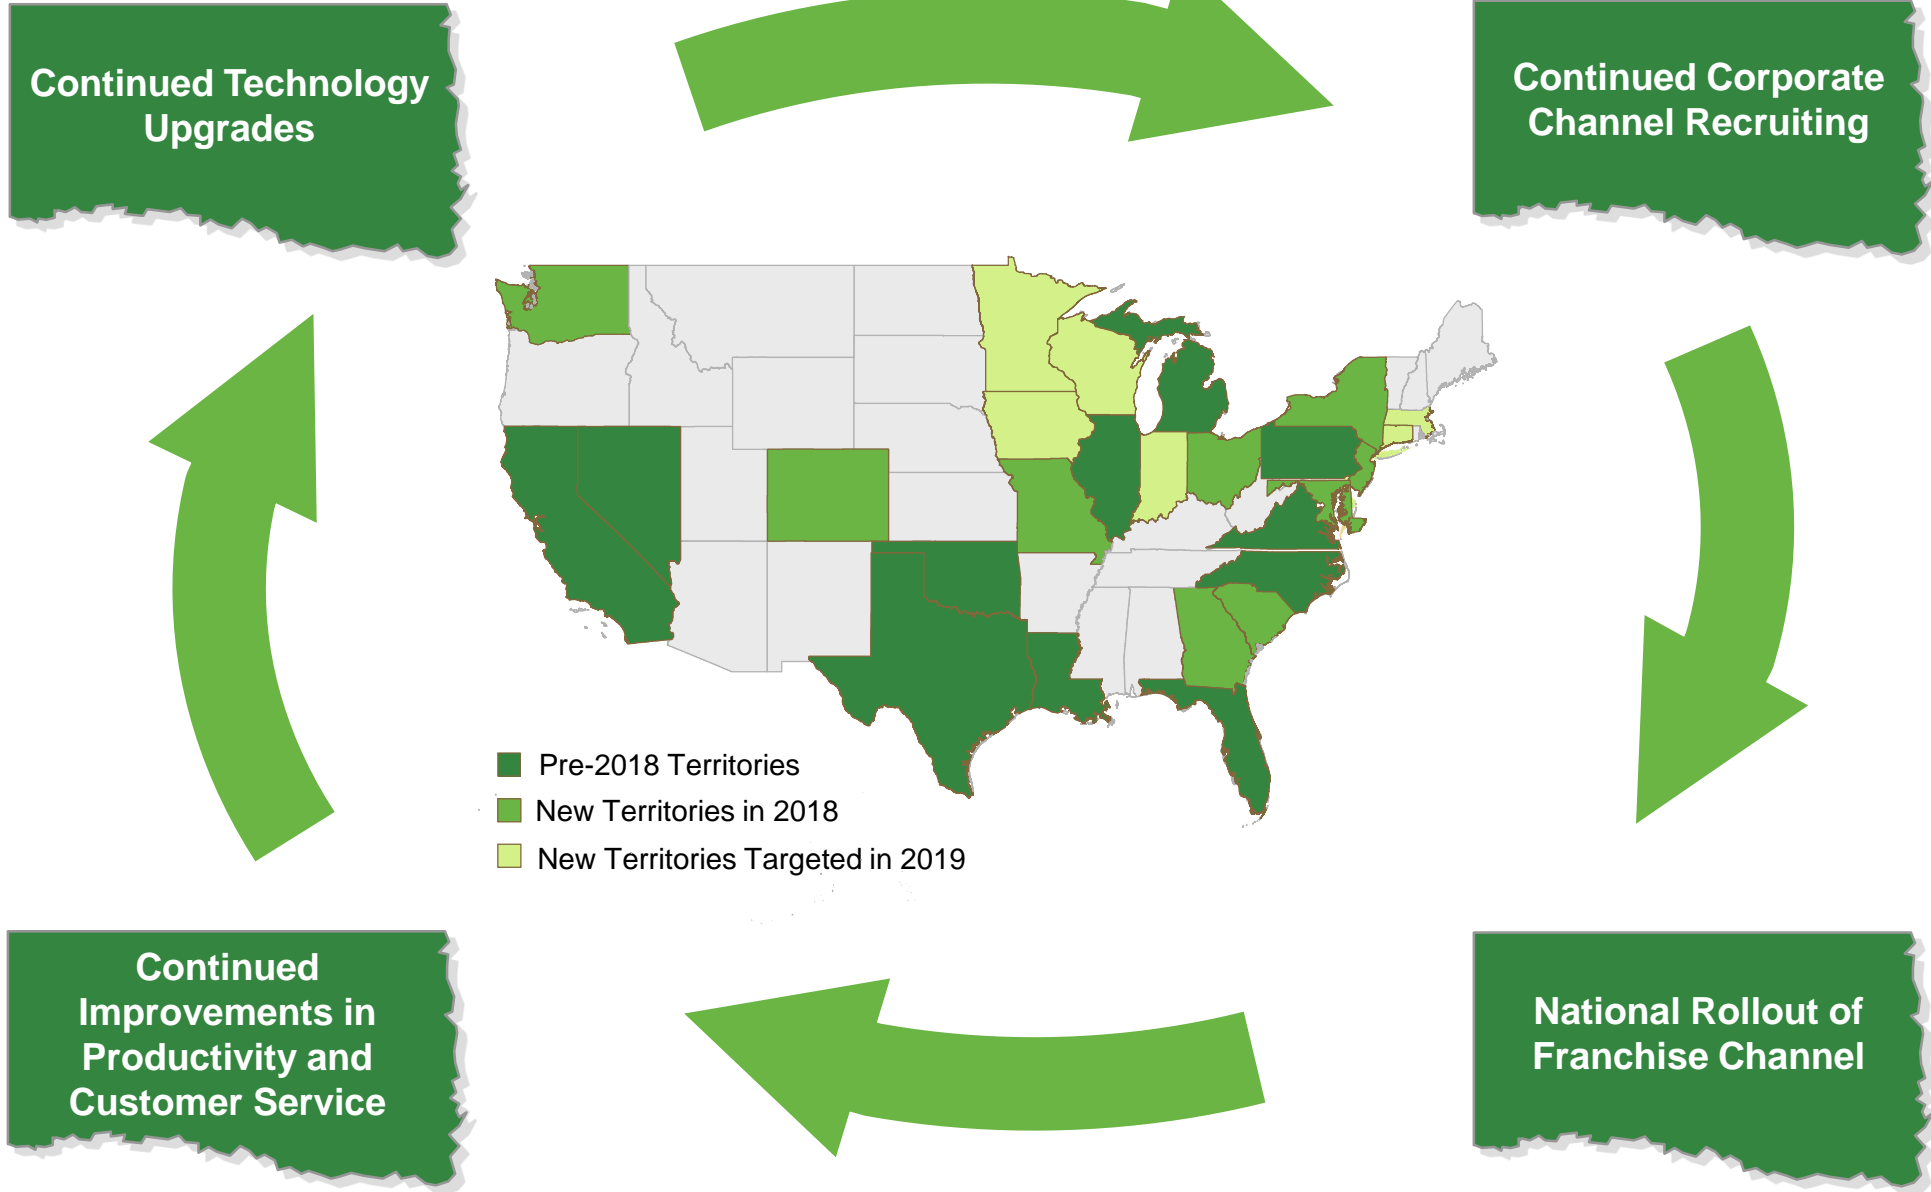 Continued Technology
Upgrades
Continued Corporate
Channel Recruiting
Pre-2018 Territories
New Territories in 2018
New Territories Targeted in 2019
Continued
Improvements in
Productivity and
Customer Service
National Rollout of
Franchise Channel